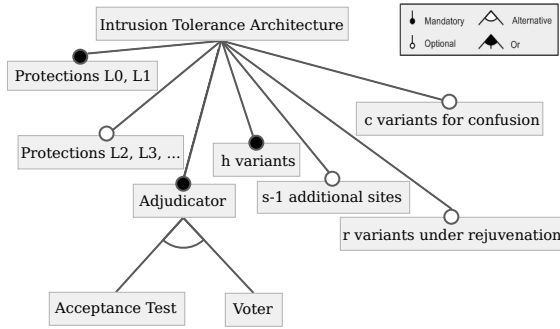 Intrusion Tolerance Architecture
Mandatory
Alternative
Optional
Or
Protections L0, L1
c variants for confusion
Protections L2, L3, ...
h variants
s-1 additional sites
Adjudicator
r variants under rejuvenation
Acceptance Test
Voter